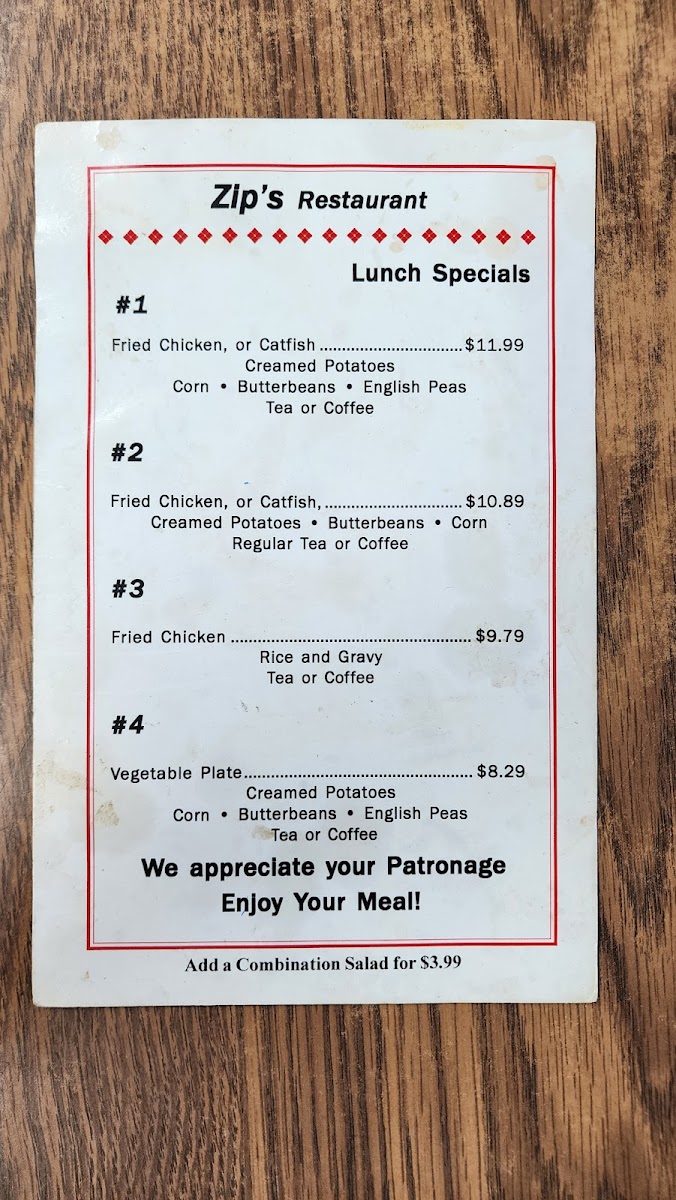 Zip's Restaurant
Lunch Specials
#1
Fried Chicken, or Catfish ................................ $11.99
Creamed Potatoes
Corn • Butterbeans • English Peas
Tea or Coffee
#2
Fried Chicken, or Catfish, ............................... $10.89
Creamed Potatoes • Butterbeans • Corn
Regular Tea or Coffee
#3
Fried Chicken ..................................................... $9.79
Rice and Gravy
Tea or Coffee
#4
Vegetable Plate................................................... $8.29
Creamed Potatoes
Corn • Butterbeans • English Peas
Tea or Coffee
We appreciate your Patronage
Enjoy Your Meal!
Add a Combination Salad for $3.99